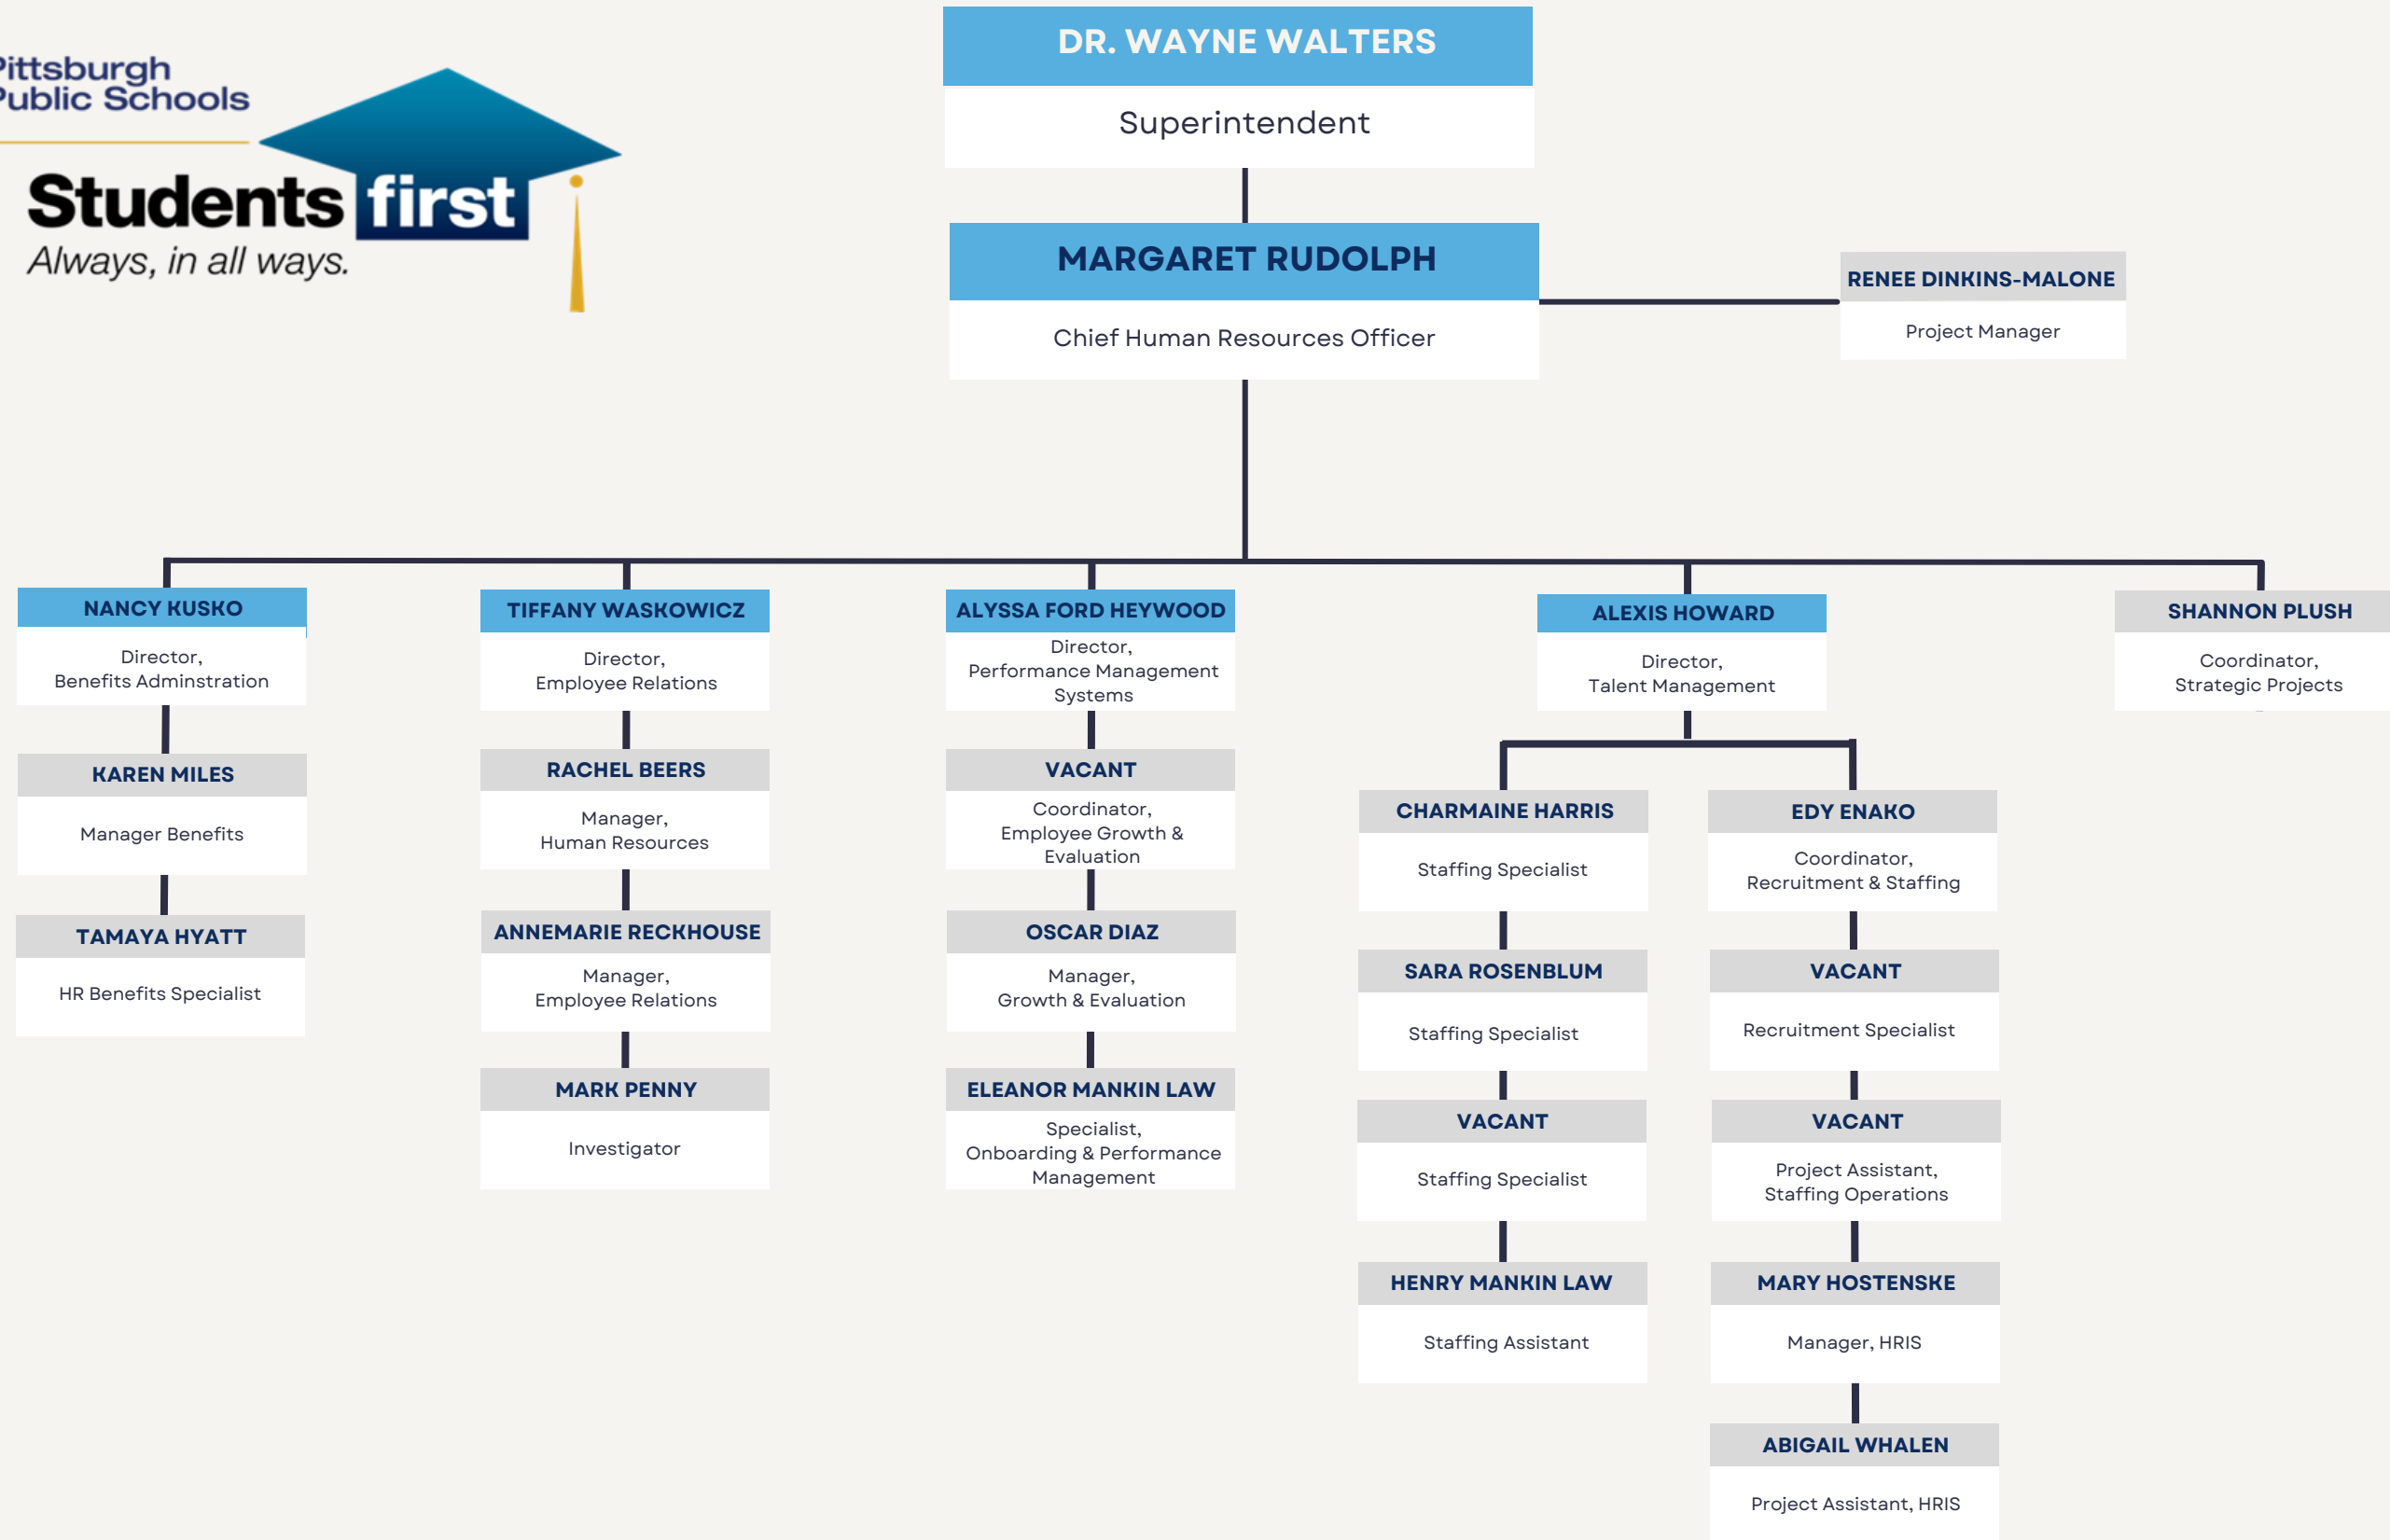 Pittsburgh
Public Schools
Students first
Always, in all ways.
DR. WAYNE WALTERS
Superintendent
MARGARET RUDOLPH
Chief Human Resources Officer
RENEE DINKINS-MALONE
Project Manager
NANCY KUSKO
Director,
Benefits Adminstration
KAREN MILES
Manager Benefits
TAMAYA HYATT
HR Benefits Specialist
TIFFANY WASKOWICZ
Director,
Employee Relations
RACHEL BEERS
Manager,
Human Resources
ANNEMARIE RECKHOUSE
Manager,
Employee Relations
MARK PENNY
Investigator
ALYSSA FORD HEYWOOD
Director,
Performance Management
Systems
VACANT
Coordinator,
Employee Growth &
Evaluation
OSCAR DIAZ
Manager,
Growth & Evaluation
ELEANOR MANKIN LAW
Specialist,
Onboarding & Performance
Management
ALEXIS HOWARD
Director,
Talent Management
CHARMAINE HARRIS
Staffing Specialist
SARA ROSENBLUM
Staffing Specialist
VACANT
Staffing Specialist
HENRY MANKIN LAW
Staffing Assistant
EDY ENAKO
Coordinator,
Recruitment & Staffing
VACANT
Recruitment Specialist
VACANT
Project Assistant,
Staffing Operations
MARY HOSTENSKE
Manager, HRIS
ABIGAIL WHALEN
Project Assistant, HRIS
SHANNON PLUSH
Coordinator,
Strategic Projects